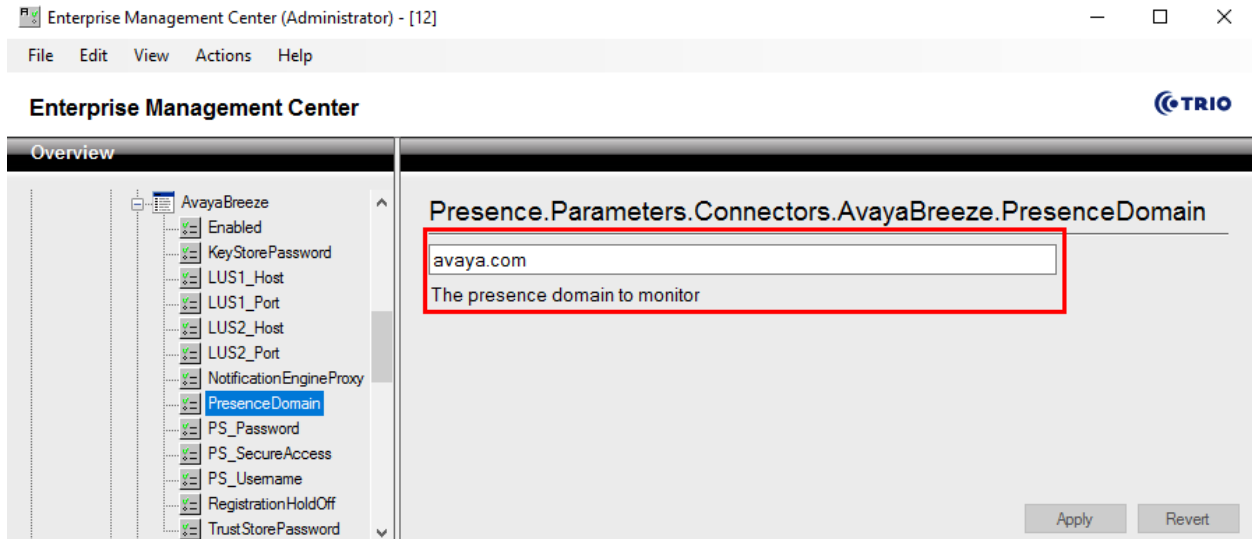 Enterprise Management Center (Administrator) - [12]
File Edit View Actions Help
Enterprise Management Center
TRIO
Overview
AvayaBreeze
Enabled
KeyStorePassword
LUS1_Host
LUS1_Port
LUS2_Host
LUS2_Port
NotificationEngineProxy
PresenceDomain
PS_Password
PS_SecureAccess
PS_Username
RegistrationHoldOff
TrustStorePassword
Presence.Parameters.Connectors.AvayaBreeze.PresenceDomain
avaya.com
The presence domain to monitor
Apply Revert